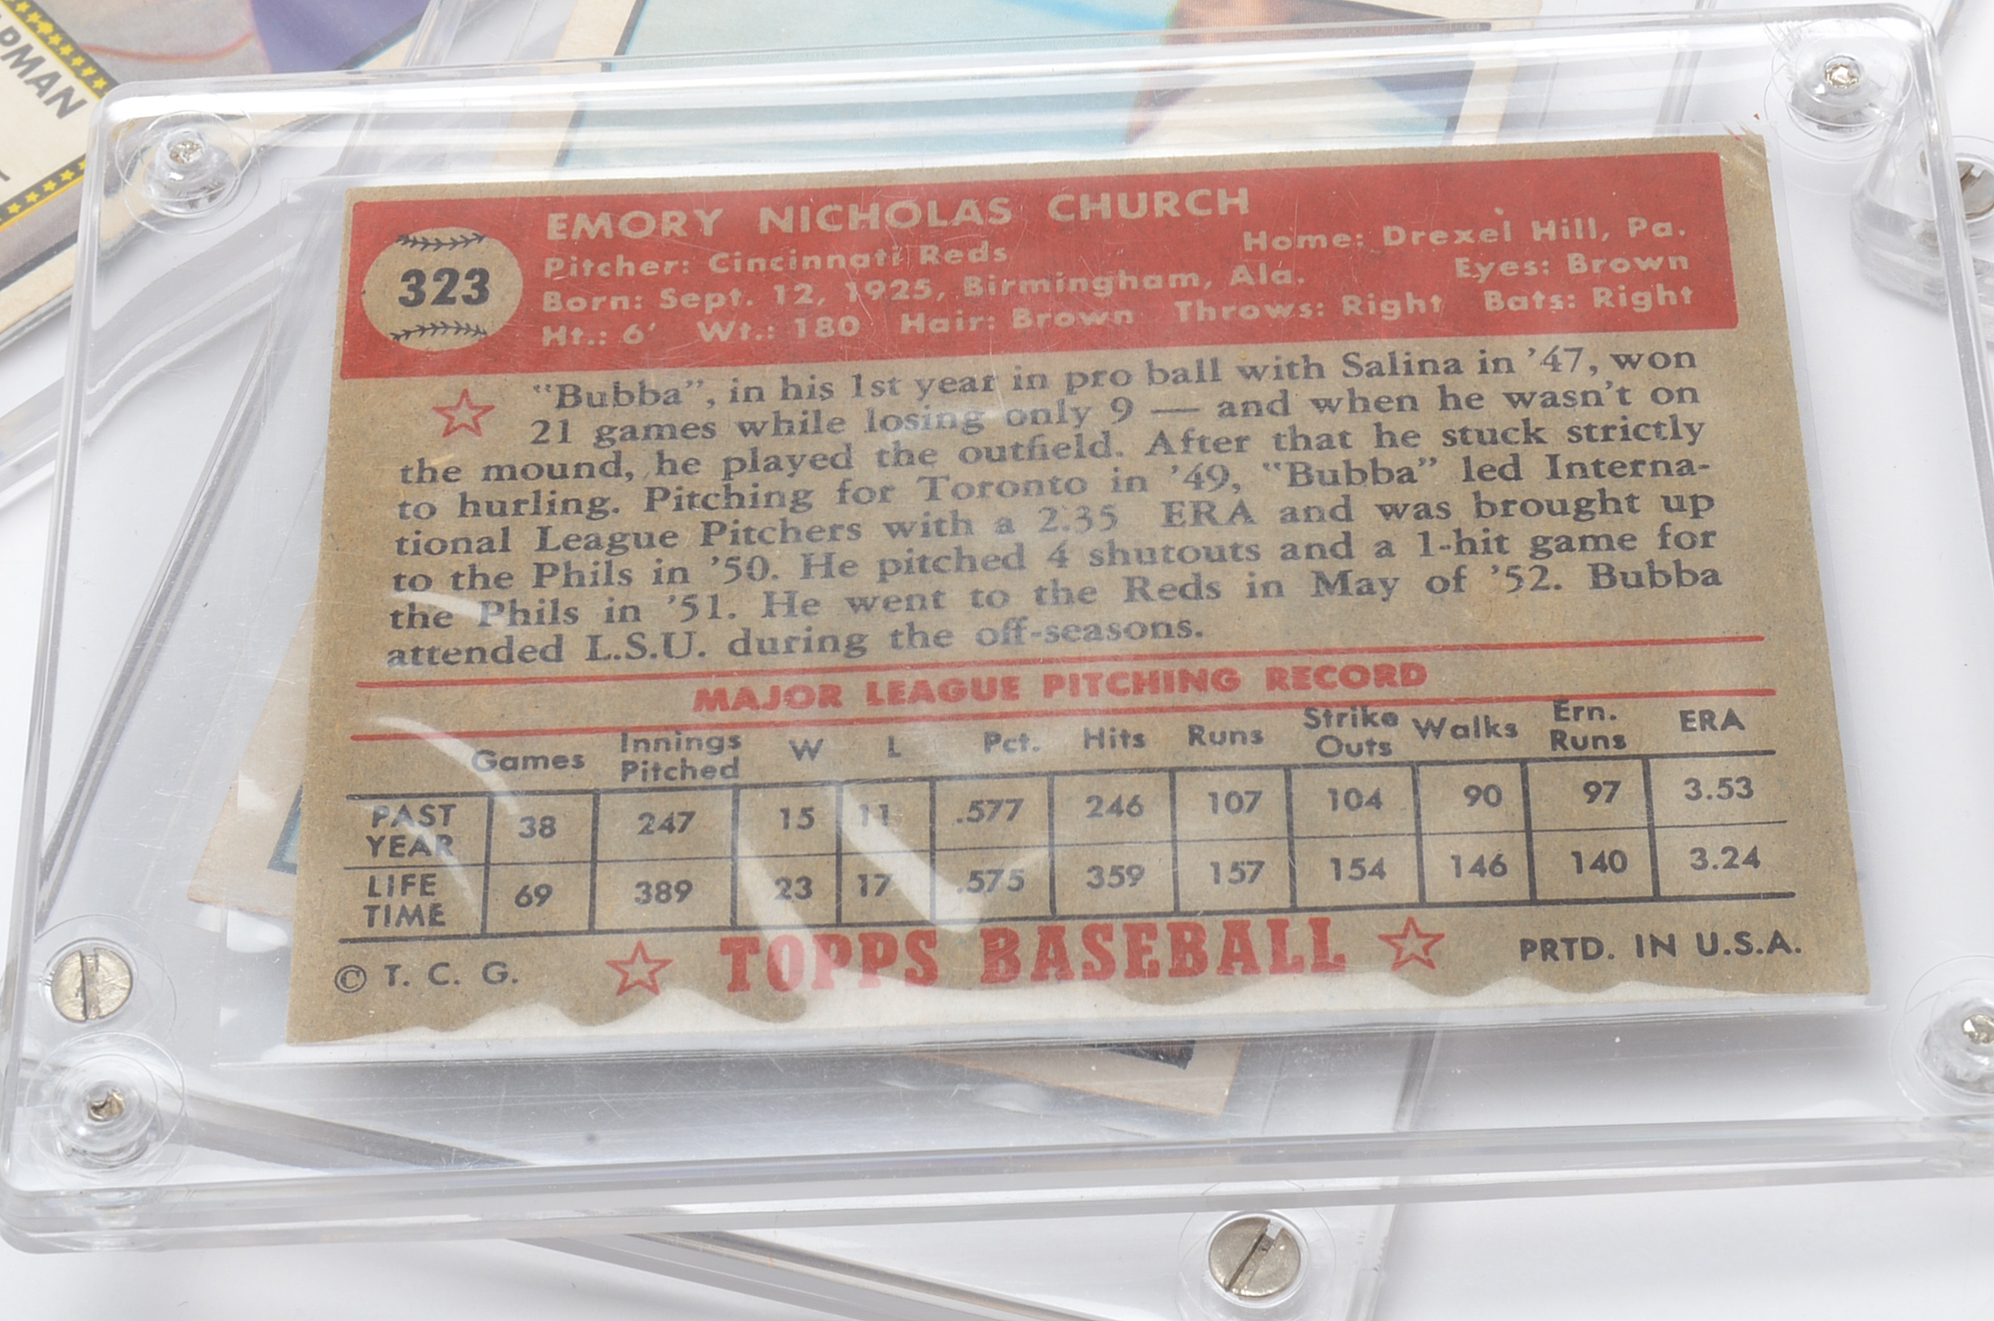 PMAN
323
EMORY NICHOLAS CHURCH
Pitcher: Cincinnati Reds Home: Drexel Hill, Pa.
Born: Sept. 12, 1925, Birmingham, Ala. Eyes: Brown
Ht.: 6' Wt.: 180 Hair: Brown Throws: Right Bats: Right
"Bubba", in his 1st year in pro ball with Salina in '47, won
21 games while losing only 9 — and when he wasn't on
the mound, he played the outfield. After that he stuck strictly
to hurling. Pitching for Toronto in '49, "Bubba" led Interna-
tional League Pitchers with a 2.35 ERA and was brought up
to the Phils in '50. He pitched 4 shutouts and a 1-hit game for
the Phils in '51. He went to the Reds in May of '52. Bubba
attended L.S.U. during the off-seasons.
MAJOR LEAGUE PITCHING RECORD
Games Innings Pitched W L Pct. Hits Runs Strike Outs Walks Ern. Runs ERA
PAST YEAR 38 247 15 11 .577 246 107 104 90 97 3.53
LIFE TIME 69 389 23 17 .575 359 157 154 146 140 3.24
© T. C. G. TOPPS BASEBALL PRTD. IN U.S.A.